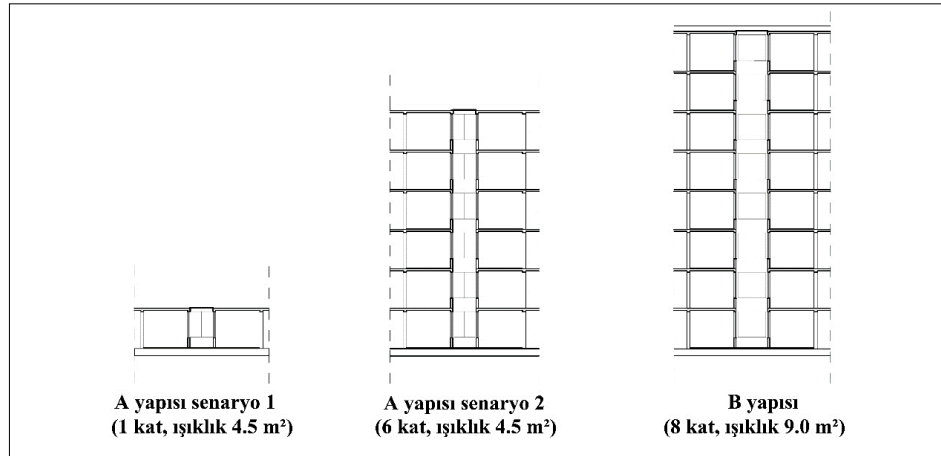 A yapısı senaryo 1
(1 kat, ışıklık 4.5 m²)
A yapısı senaryo 2
(6 kat, ışıklık 4.5 m²)
B yapısı
(8 kat, ışıklık 9.0 m²)